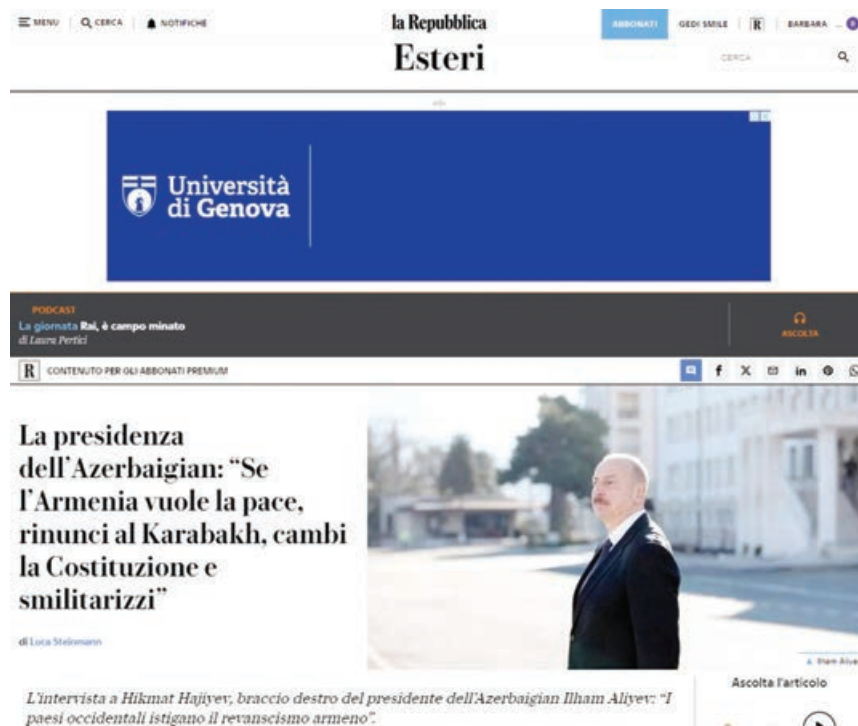 MENU
CERCA
NOTIFICHE
la Repubblica
ABBONATI
GEDI SMILE
R
BARBARA ...
Esteri
CERCA
adv
Università
di Genova
PODCAST
La giornata Rai, è campo minato
di Laura Pertici
ASCOLTA
R CONTENUTO PER GLI ABBONATI PREMIUM
La presidenza
dell'Azerbaigian: “Se
l'Armenia vuole la pace,
rinunci al Karabakh, cambi
la Costituzione e
smilitarizzi”
di Luca Steinmann
Ilham Aliye
Ascolta l'articolo
L'intervista a Hikmat Hajiyev, braccio destro del presidente dell'Azerbaigian Ilham Aliyev: “I
paesi occidentali istigano il revanscismo armeno”.